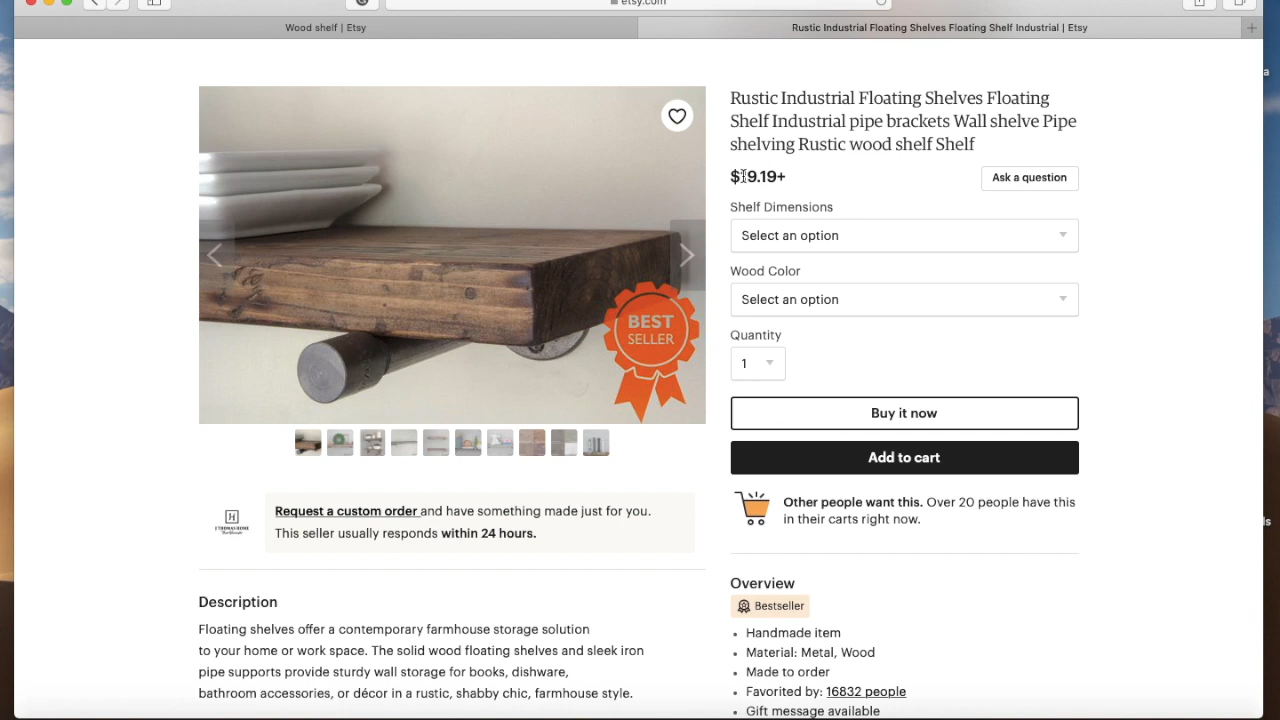 etsy.com
Wood shelf | Etsy
Rustic Industrial Floating Shelves Floating Shelf Industrial | Etsy
Rustic Industrial Floating Shelves Floating
Shelf Industrial pipe brackets Wall shelve Pipe
shelving Rustic wood shelf Shelf
Ask a question
Shelf Dimensions
Select an option
Wood Color
Select an option
Quantity
1
Buy it now
Add to cart
Other people want this. Over 20 people have this
in their carts right now.
BEST
SELLER
Request a custom order and have something made just for you.
This seller usually responds within 24 hours.
Description
Floating shelves offer a contemporary farmhouse storage solution
to your home or work space. The solid wood floating shelves and sleek iron
pipe supports provide sturdy wall storage for books, dishware,
bathroom accessories, or décor in a rustic, shabby chic, farmhouse style.
Overview
Bestseller
Handmade item
Material: Metal, Wood
Made to order
Favorited by: 16832 people
Gift message available